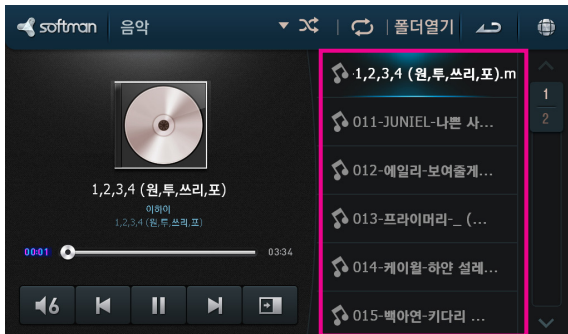 softman 음악
폴더열기
1,2,3,4 (원,투,쓰리,포)
이하이
1,2,3,4 (원,투,쓰리,포)
00:01 03:34
6
·1,2,3,4 (원,투,쓰리,포).m
011-JUNIEL-나쁜 사...
012-에일리-보여줄게...
013-프라이머리-_ (...
014-케이윌-하얀 설레...
015-백아연-키다리 ...
1
2